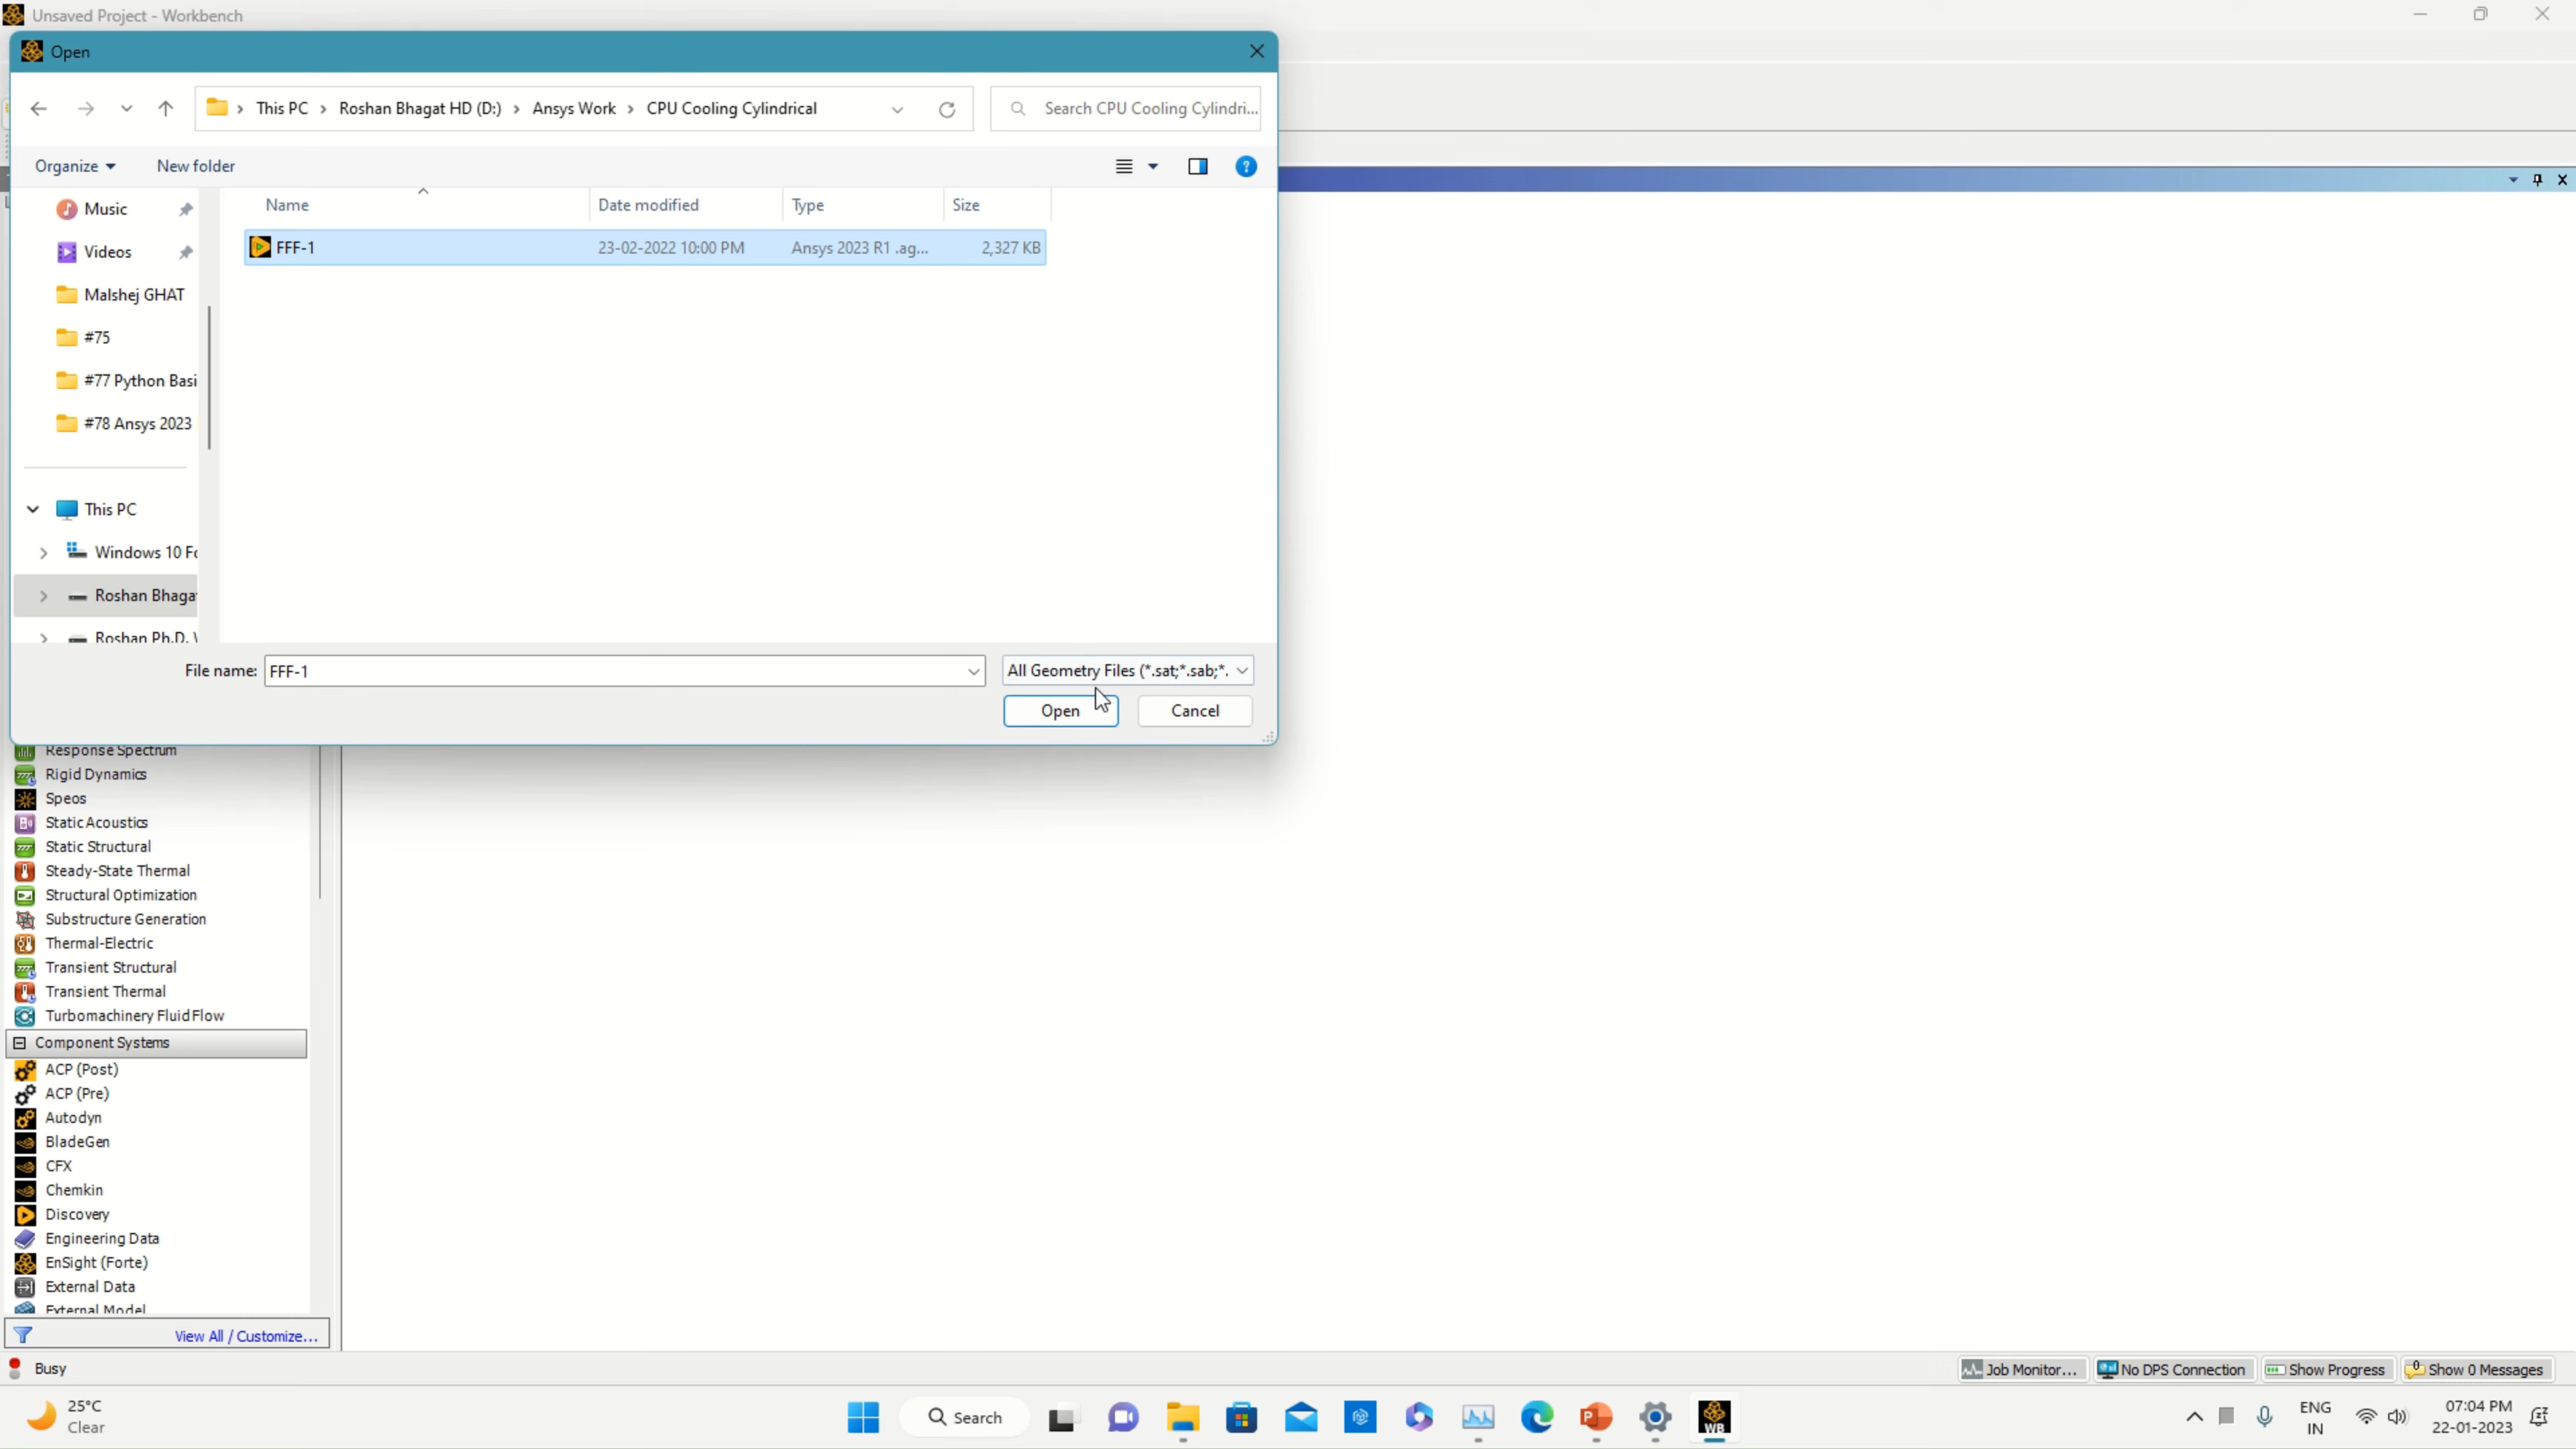 Unsaved Project - Workbench
Open
This PC › Roshan Bhagat HD (D:) › Ansys Work › CPU Cooling Cylindrical
Search CPU Cooling Cylindri...
Organize
New folder
Name
Date modified
Type
Size
FFF-1
23-02-2022 10:00 PM
Ansys 2023 R1 .ag...
2,327 KB
Music
Videos
Malshej GHAT
#75
#77 Python Basi
#78 Ansys 2023
This PC
Windows 10 Fo
Roshan Bhagat
Roshan Ph.D.
File name: FFF-1
All Geometry Files (*.sat;*.sab;*.
Open
Cancel
Response Spectrum
Rigid Dynamics
Speos
Static Acoustics
Static Structural
Steady-State Thermal
Structural Optimization
Substructure Generation
Thermal-Electric
Transient Structural
Transient Thermal
Turbomachinery Fluid Flow
Component Systems
ACP (Post)
ACP (Pre)
Autodyn
BladeGen
CFX
Chemkin
Discovery
Engineering Data
EnSight (Forte)
External Data
External Model
View All / Customize...
Busy
Job Monitor...
No DPS Connection
Show Progress
Show 0 Messages
25°C
Clear
Search
WB
ENG
IN
07:04 PM
22-01-2023